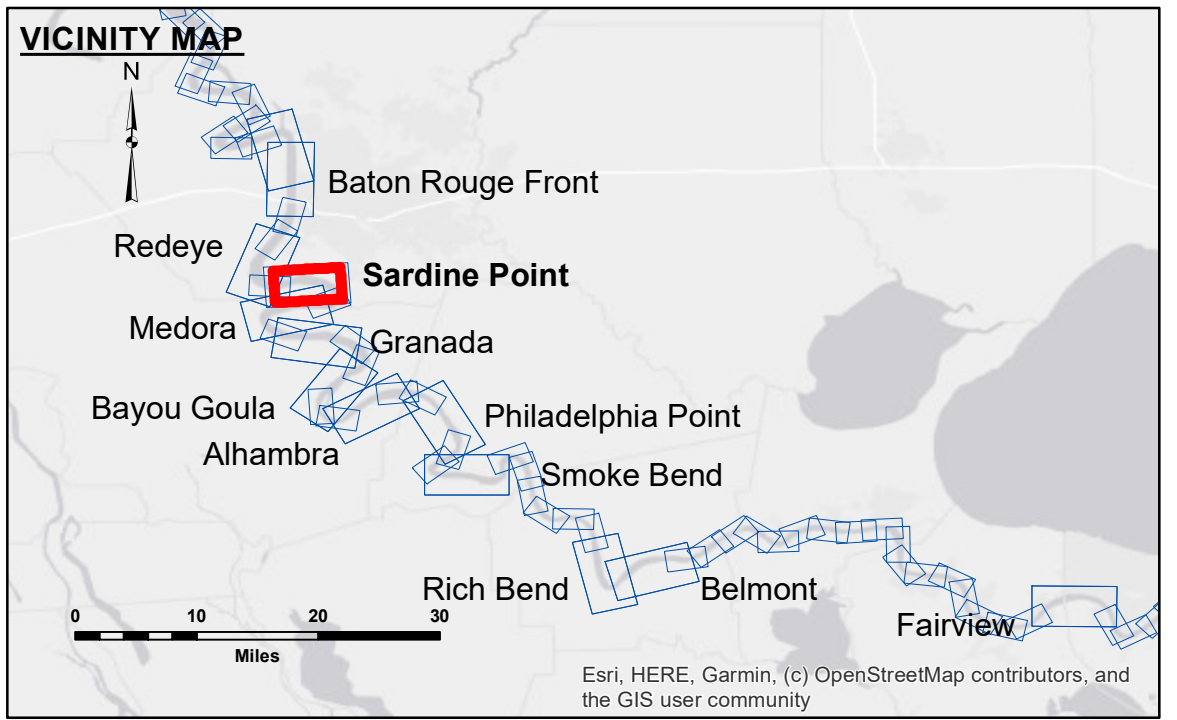 VICINITY MAP
N
Baton Rouge Front
Redeye
Sardine Point
Medora
Granada
Bayou Goula
Philadelphia Point
Alhambra
Smoke Bend
Rich Bend
Belmont
Fairview
0 10 20 30
Miles
Esri, HERE, Garmin, (c) OpenStreetMap contributors, and
the GIS user community